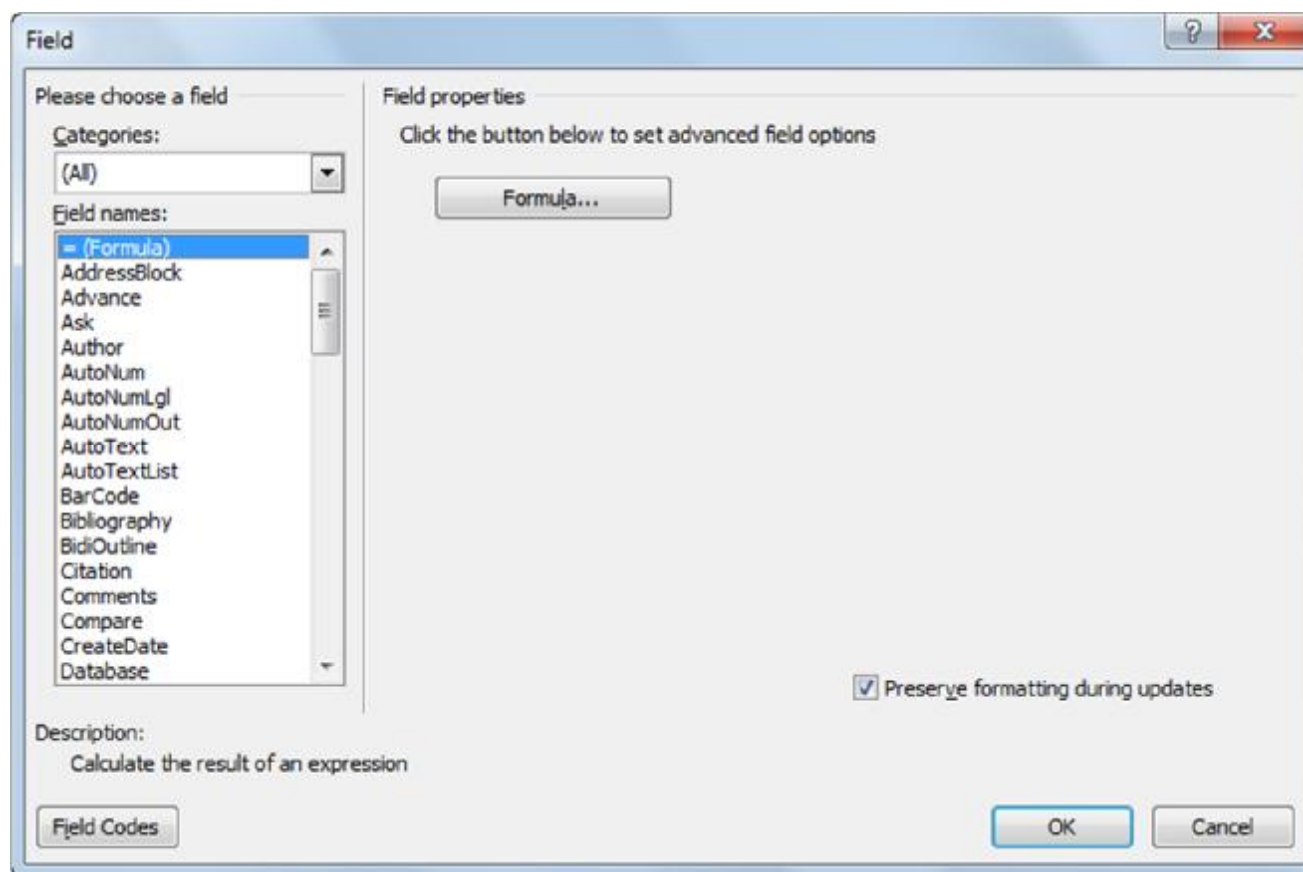 Field
Please choose a field
Categories:
(All)
Field names:
= (Formula)
AddressBlock
Advance
Ask
Author
AutoNum
AutoNumLgl
AutoNumOut
AutoText
AutoTextList
BarCode
Bibliography
BidiOutline
Citation
Comments
Compare
CreateDate
Database
Field properties
Click the button below to set advanced field options
Formula...
Preserve formatting during updates
Description:
Calculate the result of an expression
Field Codes
OK
Cancel